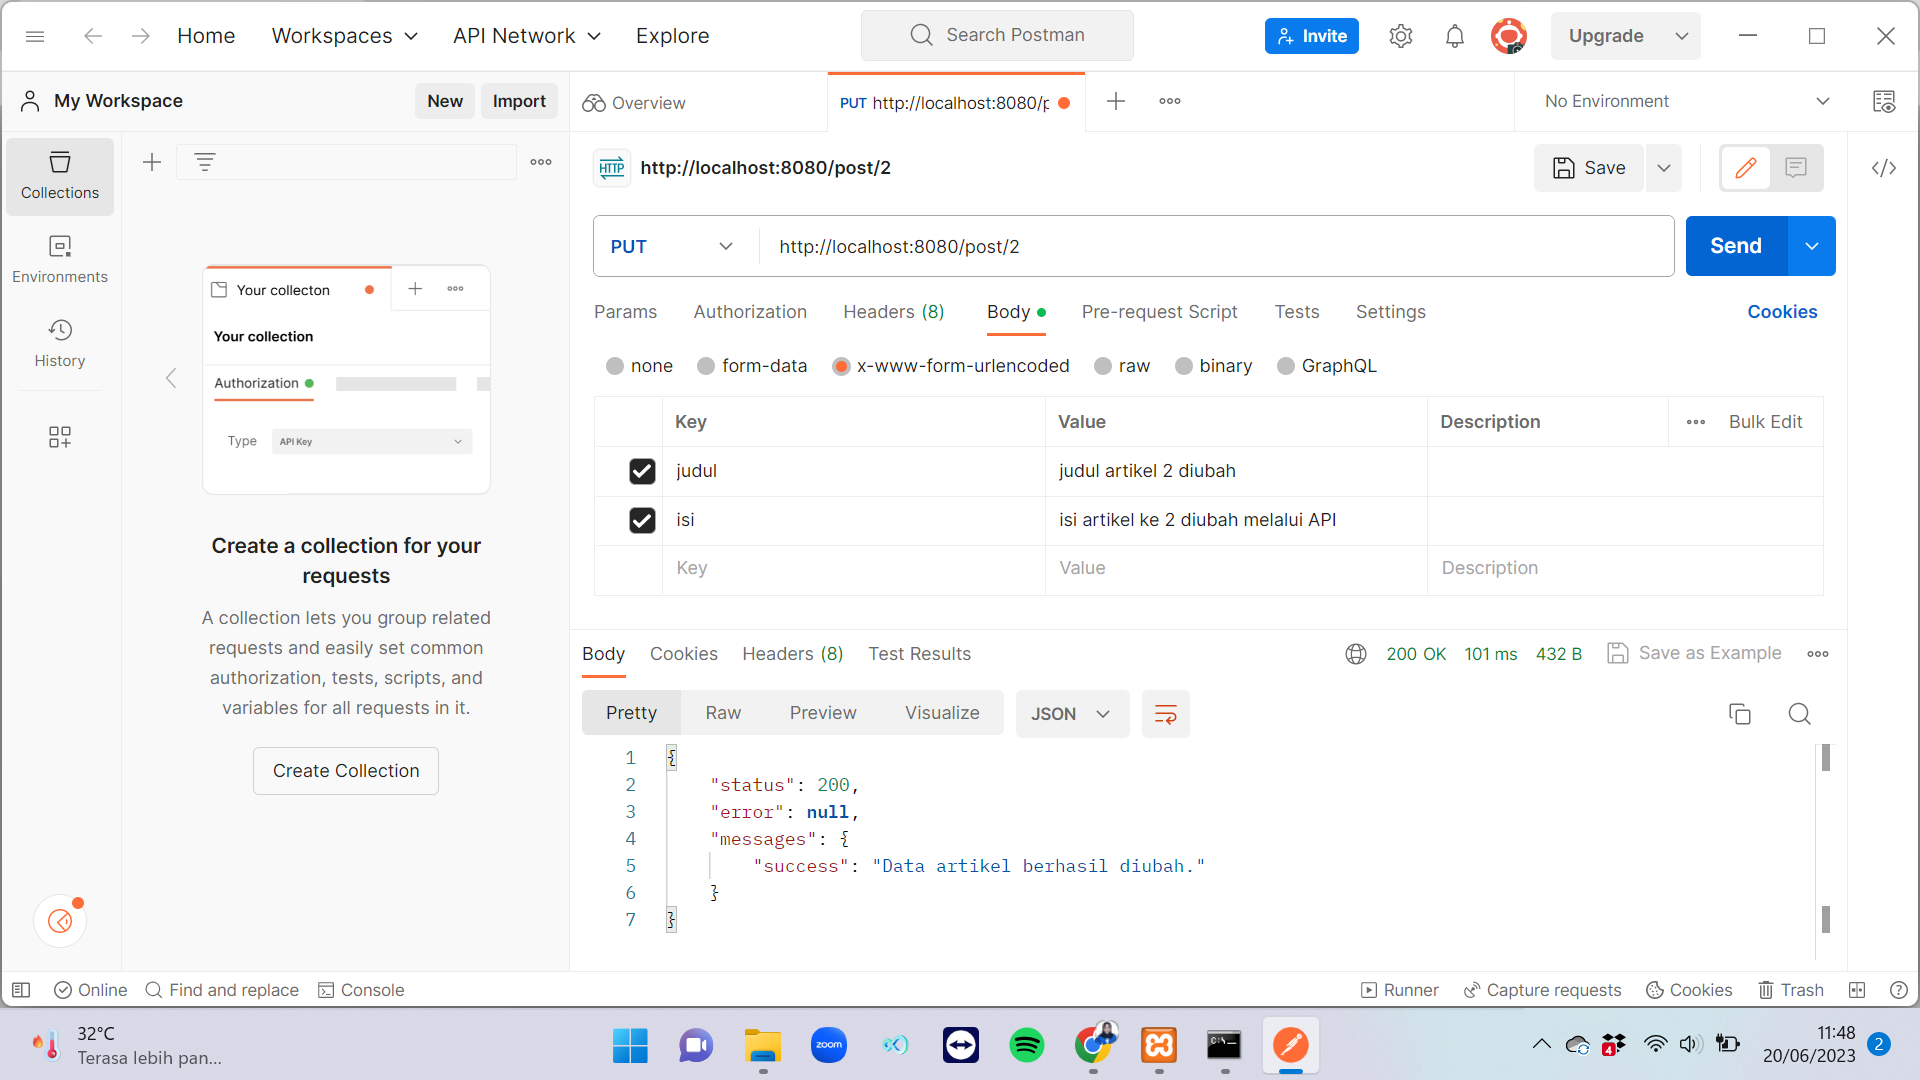 Home
Workspaces
API Network
Explore
Search Postman
Invite
Upgrade
My Workspace
New
Import
Overview
PUT http://localhost:8080/p
No Environment
Collections
Environments
History
HTTP
http://localhost:8080/post/2
Save
PUT
http://localhost:8080/post/2
Send
Params
Authorization
Headers (8)
Body
Pre-request Script
Tests
Settings
Cookies
none
form-data
x-www-form-urlencoded
raw
binary
GraphQL
Key
Value
Description
Bulk Edit
judul
judul artikel 2 diubah
isi
isi artikel ke 2 diubah melalui API
Key
Value
Description
Your collecton
Your collection
Authorization
Type
API Key
Create a collection for your
requests
A collection lets you group related
requests and easily set common
authorization, tests, scripts, and
variables for all requests in it.
Create Collection
Body
Cookies
Headers (8)
Test Results
200 OK
101 ms
432 B
Save as Example
Pretty
Raw
Preview
Visualize
JSON
1 {
2 "status": 200,
3 "error": null,
4 "messages": {
5 "success": "Data artikel berhasil diubah."
6 }
7 }
Online
Find and replace
Console
Runner
Capture requests
Cookies
Trash
32°C
Terasa lebih pan...
zoom
C:\
4
11:48
20/06/2023
2